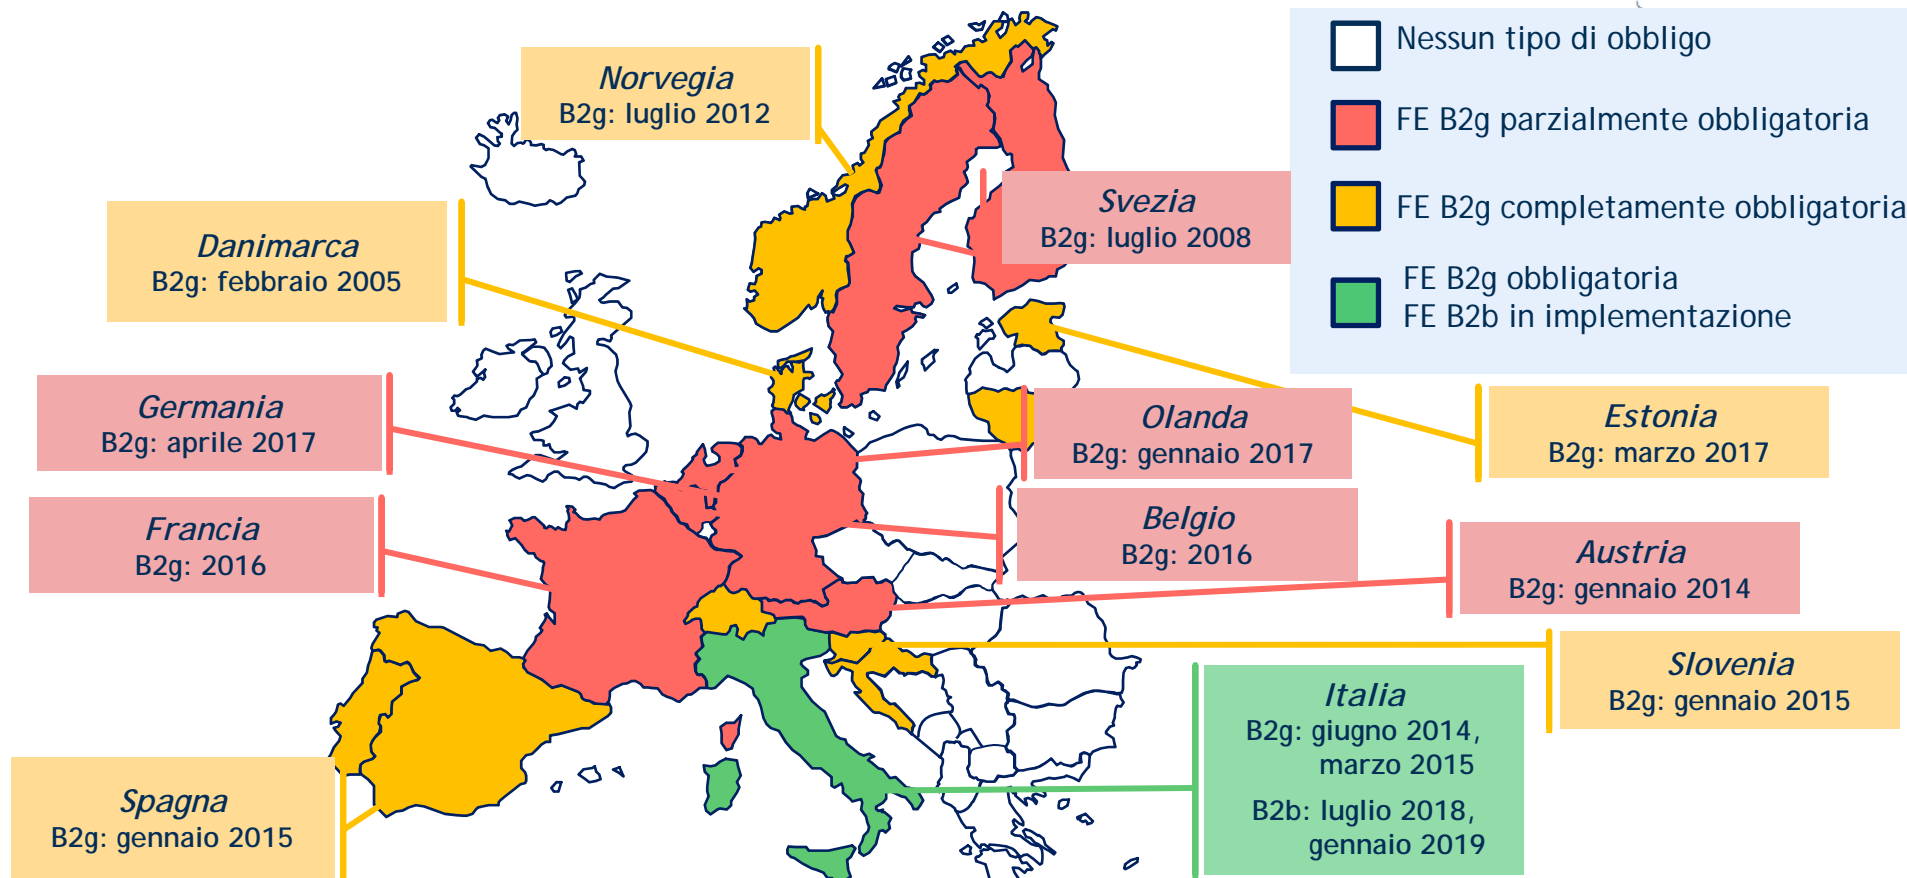 Nessun tipo di obbligo
FE B2g parzialmente obbligatoria
FE B2g completamente obbligatoria
FE B2g obbligatoria
FE B2b in implementazione
Norvegia
B2g: luglio 2012
Svezia
B2g: luglio 2008
Danimarca
B2g: febbraio 2005
Germania
B2g: aprile 2017
Olanda
B2g: gennaio 2017
Estonia
B2g: marzo 2017
Francia
B2g: 2016
Belgio
B2g: 2016
Austria
B2g: gennaio 2014
Slovenia
B2g: gennaio 2015
Italia
B2g: giugno 2014,
marzo 2015
B2b: luglio 2018,
gennaio 2019
Spagna
B2g: gennaio 2015